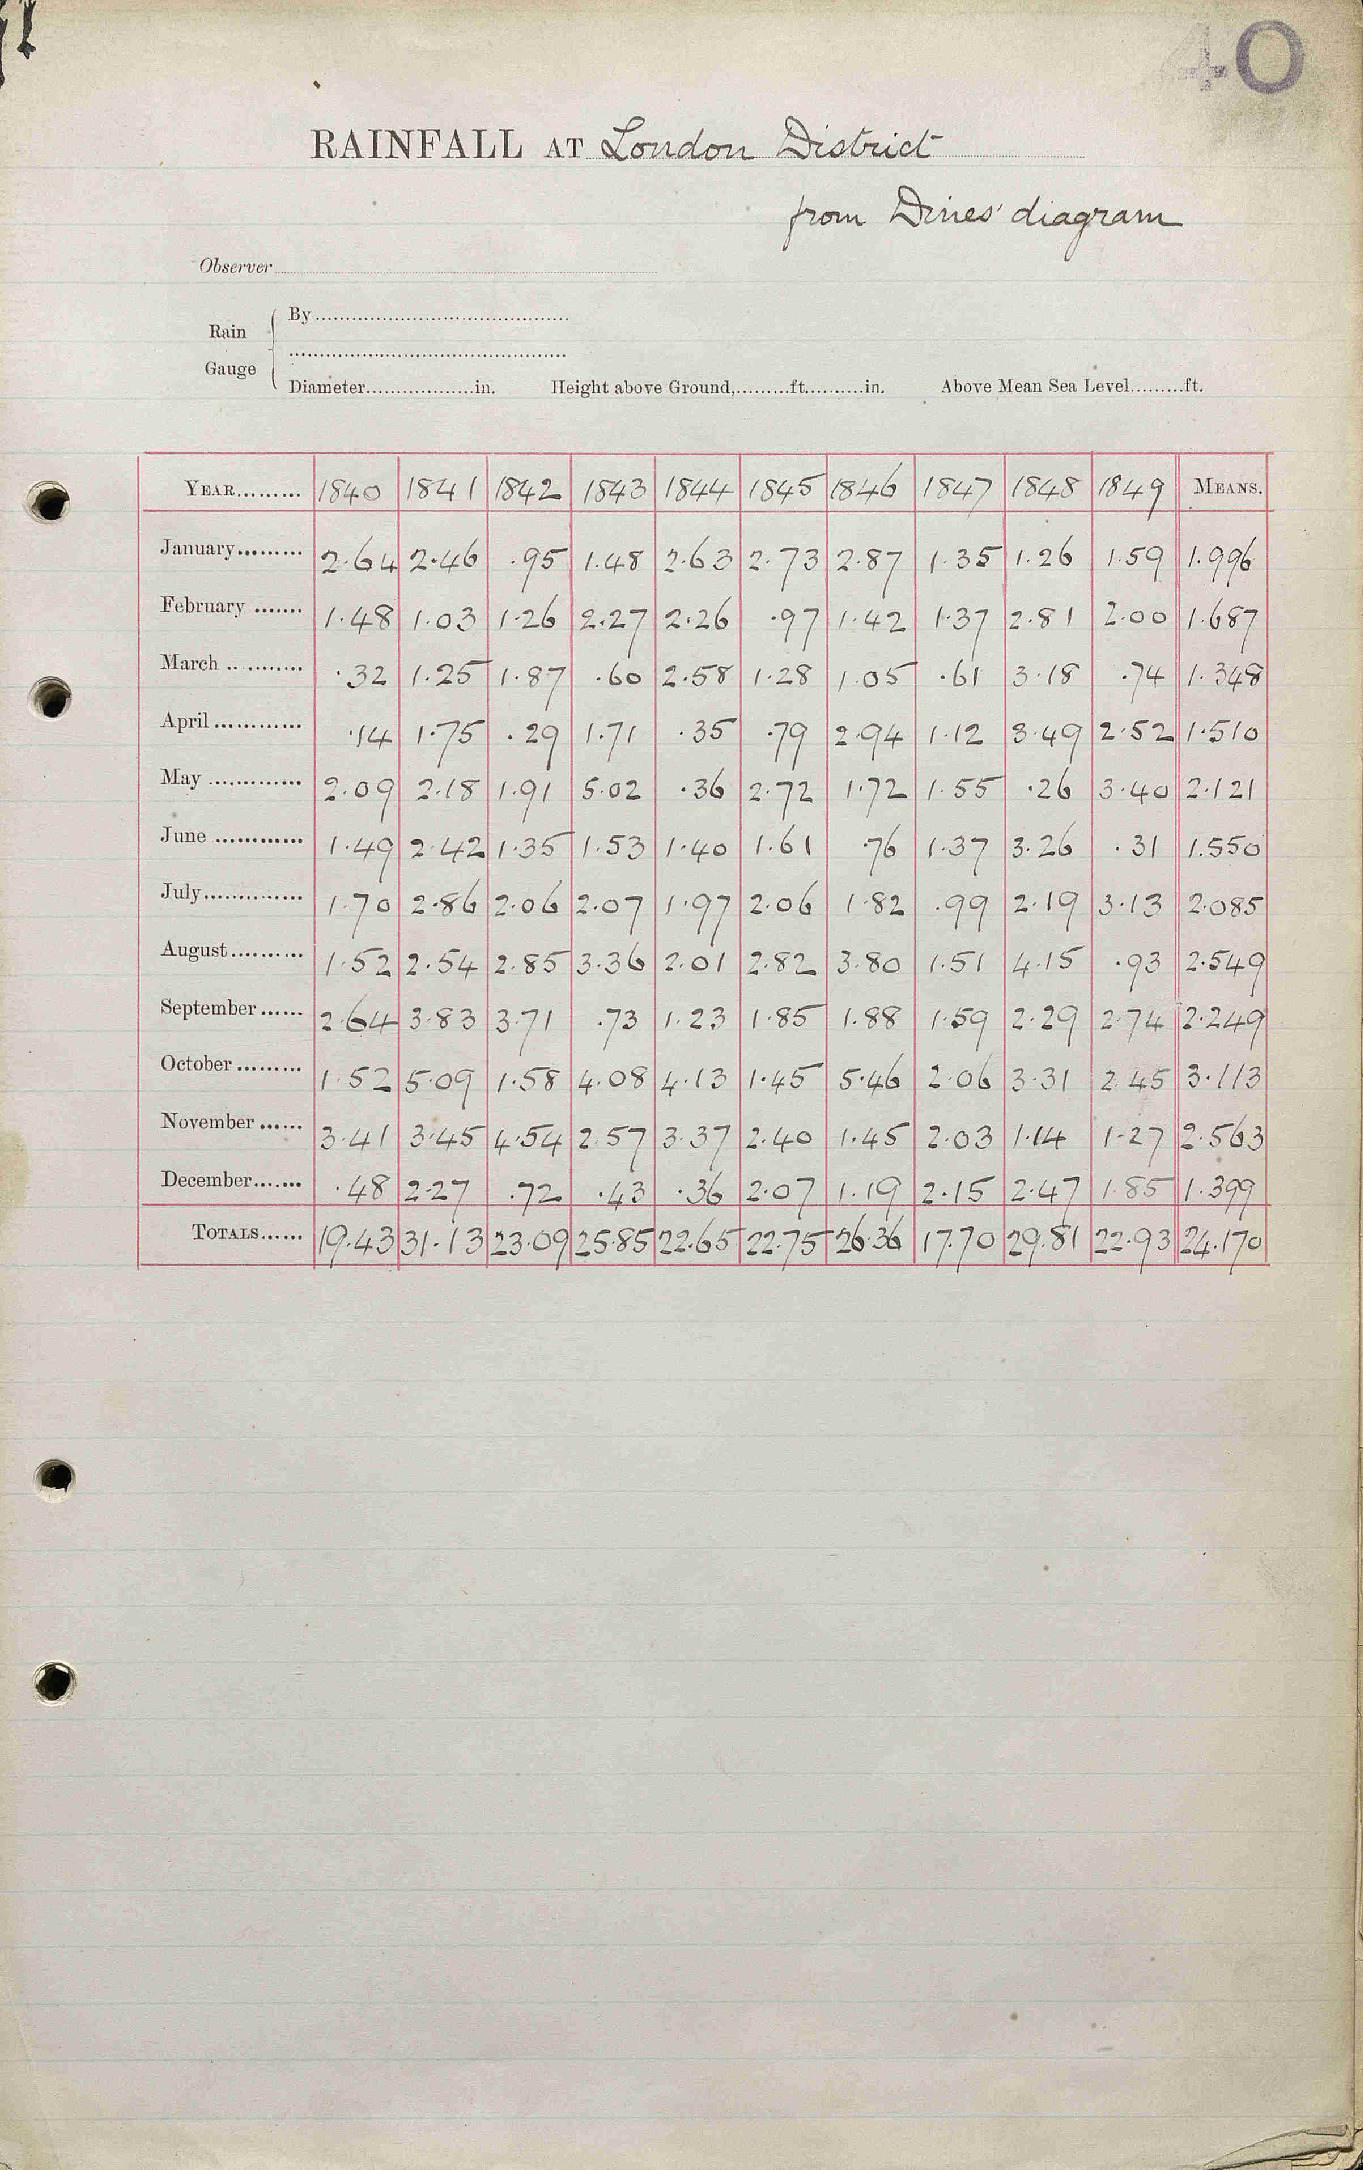 40
RAINFALL AT London District
from Dines' diagram
Observer
Rain Gauge
By
Diameter in. Height above Ground, ft. in. Above Mean Sea Level ft.
YEAR 1840 1841 1842 1843 1844 1845 1846 1847 1848 1849 MEANS.
January 2.64 2.46 .95 1.48 2.63 2.73 2.87 1.35 1.26 1.59 1.996
February 1.48 1.03 1.26 2.27 2.26 .97 1.42 1.37 2.81 2.00 1.687
March .32 1.25 1.87 .60 2.58 1.28 1.05 .61 3.18 .74 1.348
April .14 1.75 .29 1.71 .35 .79 2.94 1.12 3.49 2.52 1.510
May 2.09 2.18 1.91 5.02 .36 2.72 1.72 1.55 .26 3.40 2.121
June 1.49 2.42 1.35 1.53 1.40 1.61 .76 1.37 3.26 .31 1.550
July 1.70 2.86 2.06 2.07 1.97 2.06 1.82 .99 2.19 3.13 2.085
August 1.52 2.54 2.85 3.36 2.01 2.82 3.80 1.51 4.15 .93 2.549
September 2.64 3.83 3.71 .73 1.23 1.85 1.88 1.59 2.29 2.74 2.249
October 1.52 5.09 1.58 4.08 4.13 1.45 5.46 2.06 3.31 2.45 3.113
November 3.41 3.45 4.54 2.57 3.37 2.40 1.45 2.03 1.14 1.27 2.563
December .48 2.27 .72 .43 .36 2.07 1.19 2.15 2.47 1.85 1.399
TOTALS 19.43 31.13 23.09 25.85 22.65 22.75 26.36 17.70 29.81 22.93 24.170